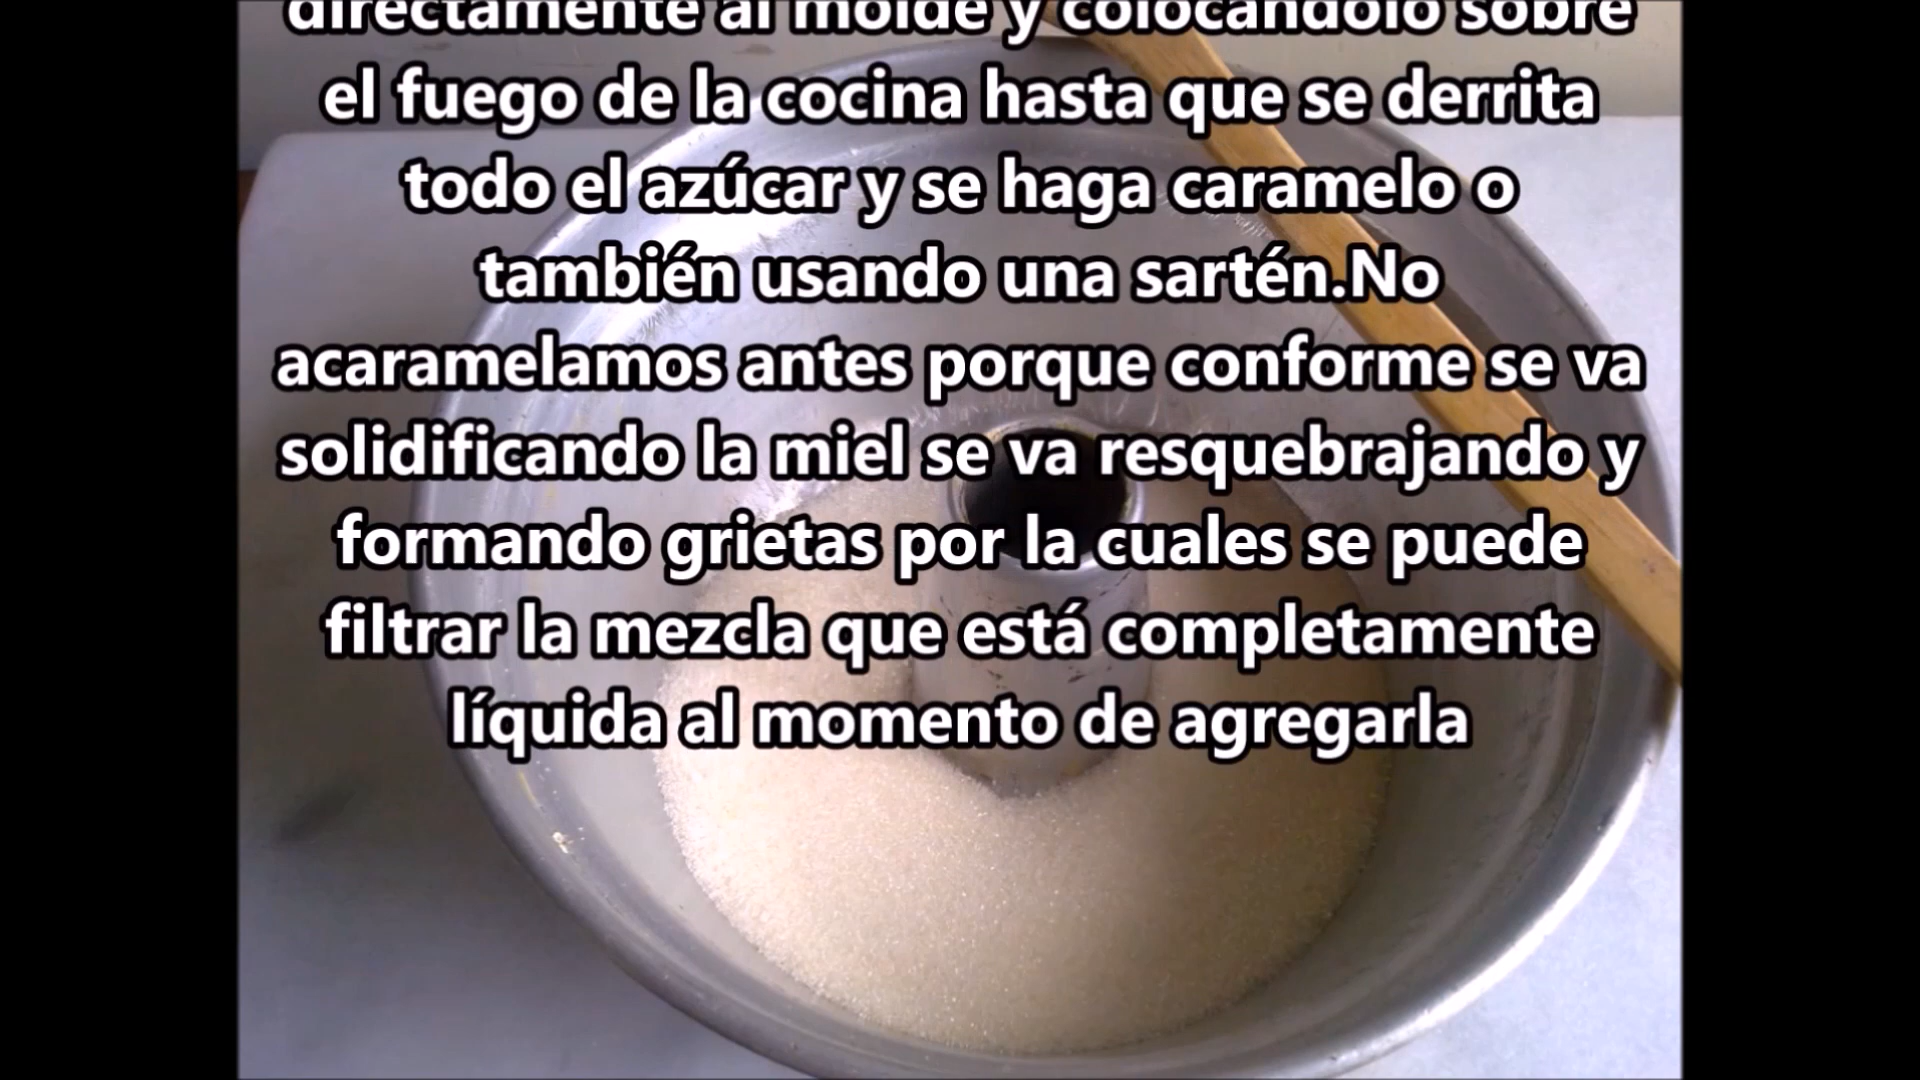 directamente al molde y colocándolo sobre
el fuego de la cocina hasta que se derrita
todo el azúcar y se haga caramelo o
también usando una sartén.No
acaramelamos antes porque conforme se va
solidificando la miel se va resquebrajando y
formando grietas por la cuales se puede
filtrar la mezcla que está completamente
líquida al momento de agregarla